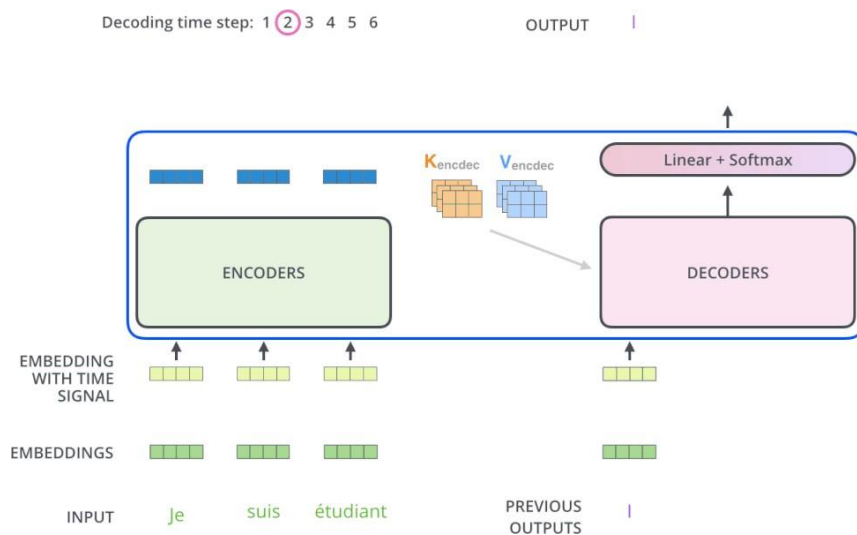 Decoding time step: 1 2 3 4 5 6
OUTPUT I
Kencdec Vencdec
Linear + Softmax
ENCODERS
DECODERS
EMBEDDING
WITH TIME
SIGNAL
EMBEDDINGS
INPUT Je suis étudiant
PREVIOUS
OUTPUTS I